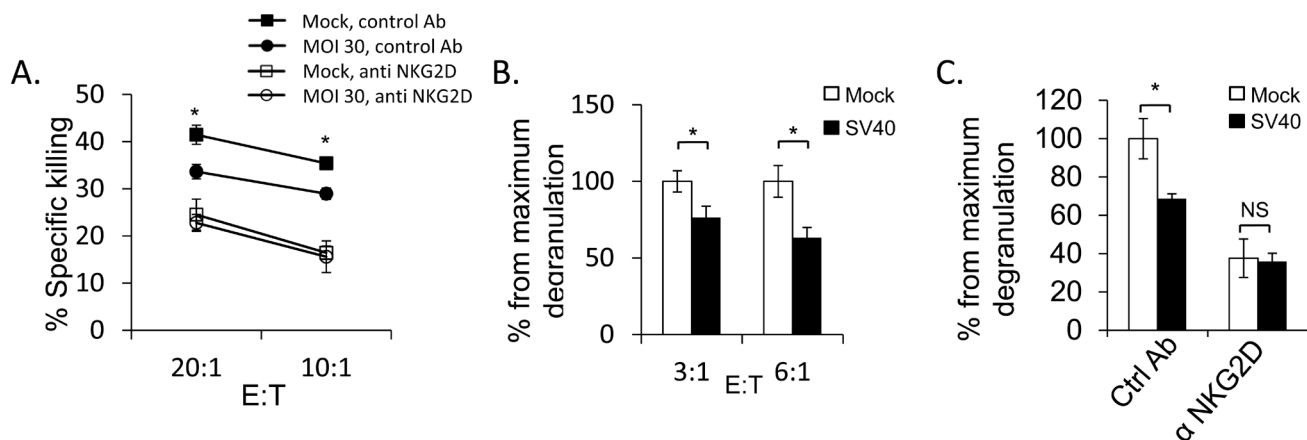 A.
Mock, control Ab
MOI 30, control Ab
Mock, anti NKG2D
MOI 30, anti NKG2D
% Specific killing
50
40
30
20
10
0
*
*
20:1
10:1
E:T
B.
Mock
SV40
% from maximum
degranulation
150
100
50
0
*
*
3:1
E:T
6:1
C.
Mock
SV40
% from maximum
degranulation
120
100
80
60
40
20
0
*
NS
Ctrl Ab
α NKG2D